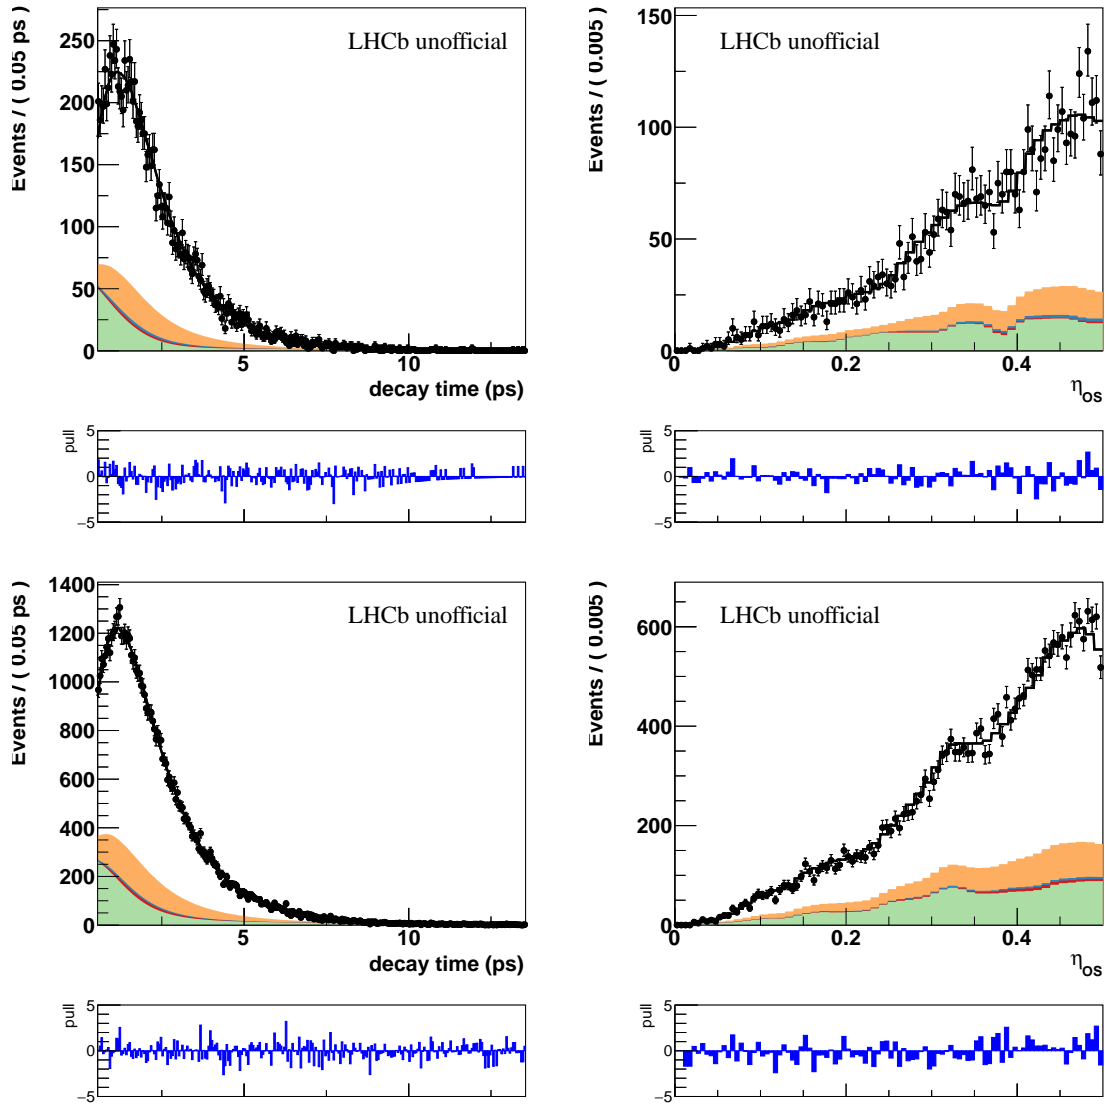 LHCb unofficial
Events / ( 0.05 ps )
250
200
150
100
50
0
5
10
decay time (ps)
pull
5
0
−5
LHCb unofficial
Events / ( 0.005 )
150
100
50
0
0
0.2
0.4
η_OS
pull
5
0
−5
LHCb unofficial
Events / ( 0.05 ps )
1400
1200
1000
800
600
400
200
0
5
10
decay time (ps)
pull
5
0
−5
LHCb unofficial
Events / ( 0.005 )
600
400
200
0
0
0.2
0.4
η_OS
pull
5
0
−5